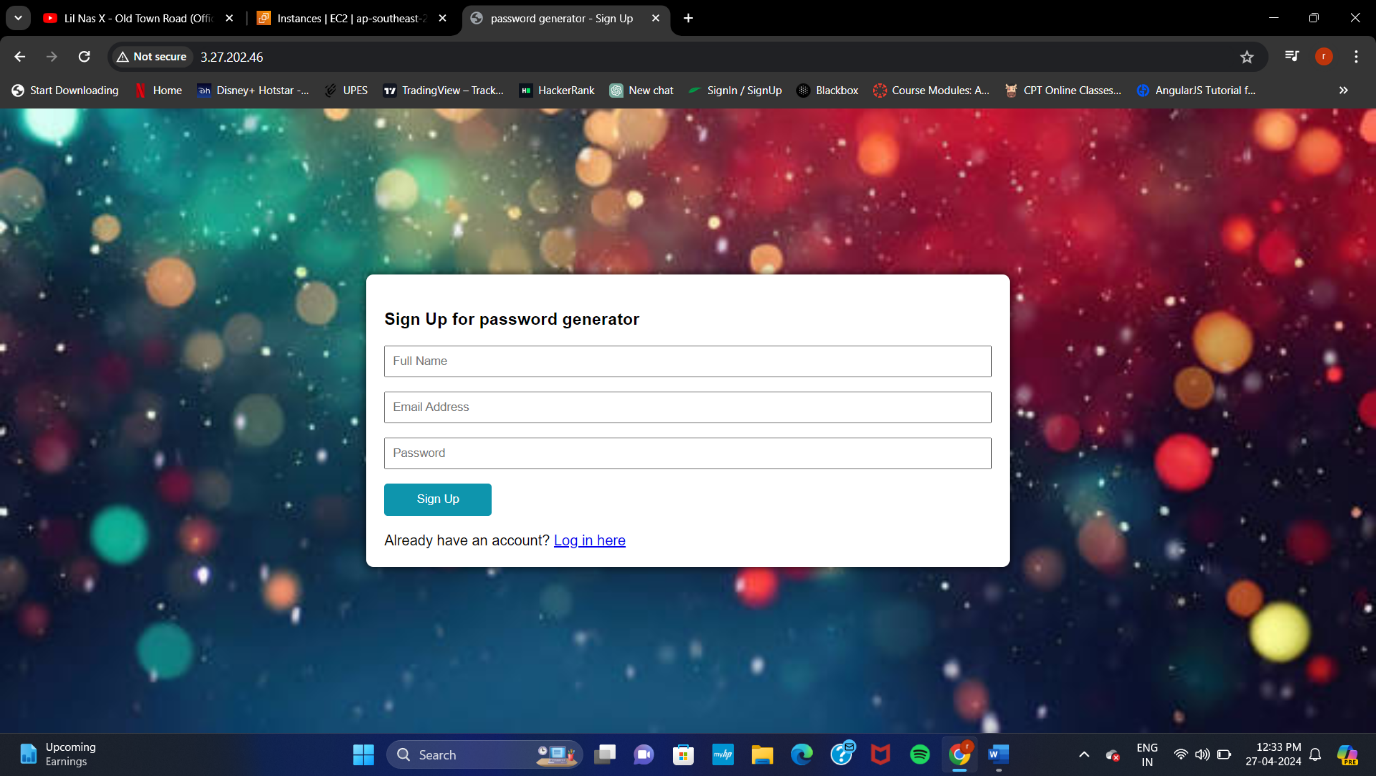 Lil Nas X - Old Town Road (Offic
Instances | EC2 | ap-southeast-2
password generator - Sign Up
Not secure
3.27.202.46
r
Start Downloading
Home
Disney+ Hotstar -...
UPES
TradingView – Track...
HackerRank
New chat
SignIn / SignUp
Blackbox
Course Modules: A...
CPT Online Classes...
AngularJS Tutorial f...
Sign Up for password generator
Full Name
Email Address
Password
Sign Up
Already have an account? Log in here
Upcoming
Earnings
Search
ENG
IN
12:33 PM
27-04-2024